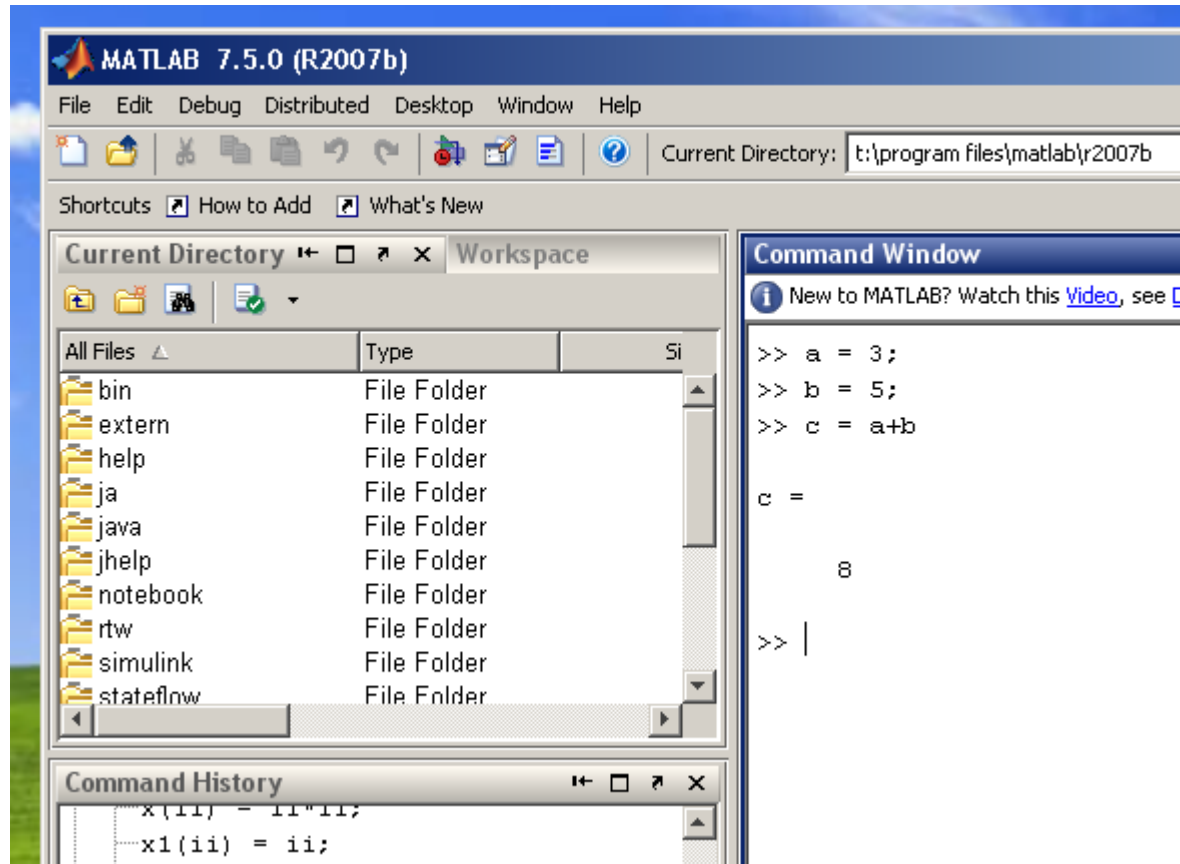 MATLAB 7.5.0 (R2007b)
File Edit Debug Distributed Desktop Window Help
Current Directory: t:\program files\matlab\r2007b
Shortcuts How to Add What's New
Current Directory Workspace
All Files Type Si
bin File Folder
extern File Folder
help File Folder
ja File Folder
java File Folder
jhelp File Folder
notebook File Folder
rtw File Folder
simulink File Folder
stateflow File Folder
Command History
x(ii) = ii*ii;
x1(ii) = ii;
Command Window
New to MATLAB? Watch this Video, see
>> a = 3;
>> b = 5;
>> c = a+b
c =
8
>>